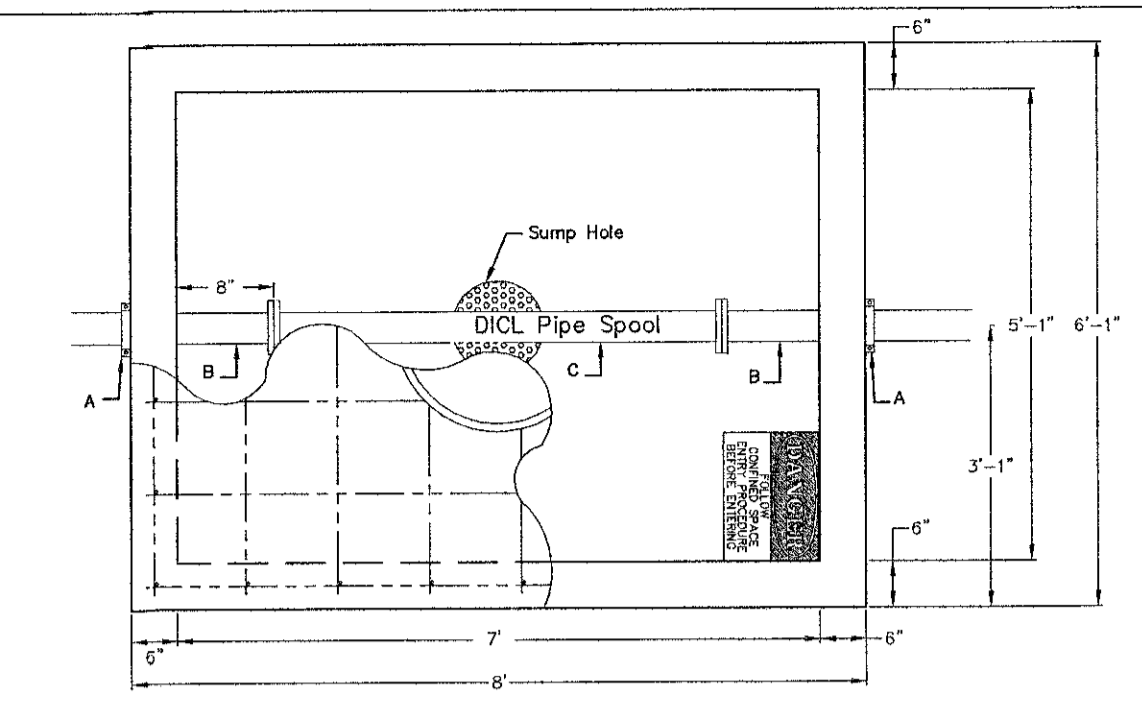 6"
Sump Hole
8"
DICL Pipe Spool
5'-1"
6'-1"
B
C
B
A
A
3'-1"
DANGER
FOLLOW
CONFINED SPACE
ENTRY PROCEDURE
BEFORE ENTERING
6"
6"
7'
6"
8'